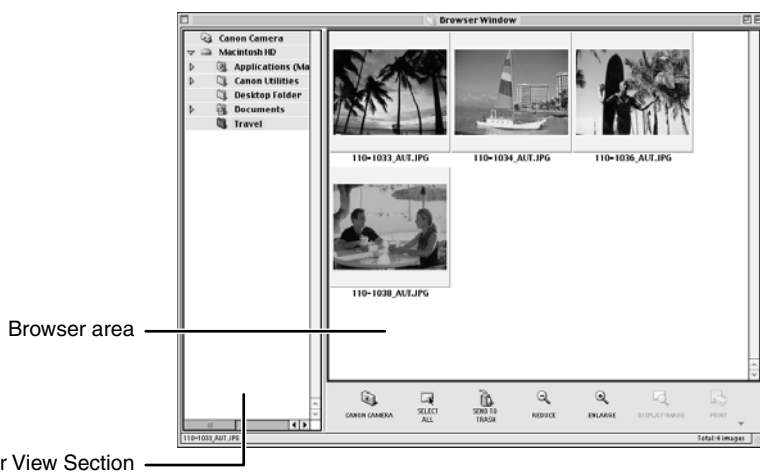 Browser Window
Canon Camera
Macintosh HD
Applications (Ma
Canon Utilities
Desktop Folder
Documents
Travel
110-1033_AUT.JPG
110-1034_AUT.JPG
110-1036_AUT.JPG
110-1038_AUT.JPG
Browser area
CANON CAMERA
SELECT ALL
SEND TO TRASH
REDUCE
ENLARGE
DISPLAY IMAGE
PRINT
110-1033_AUT.JPG
Total:4 images
r View Section